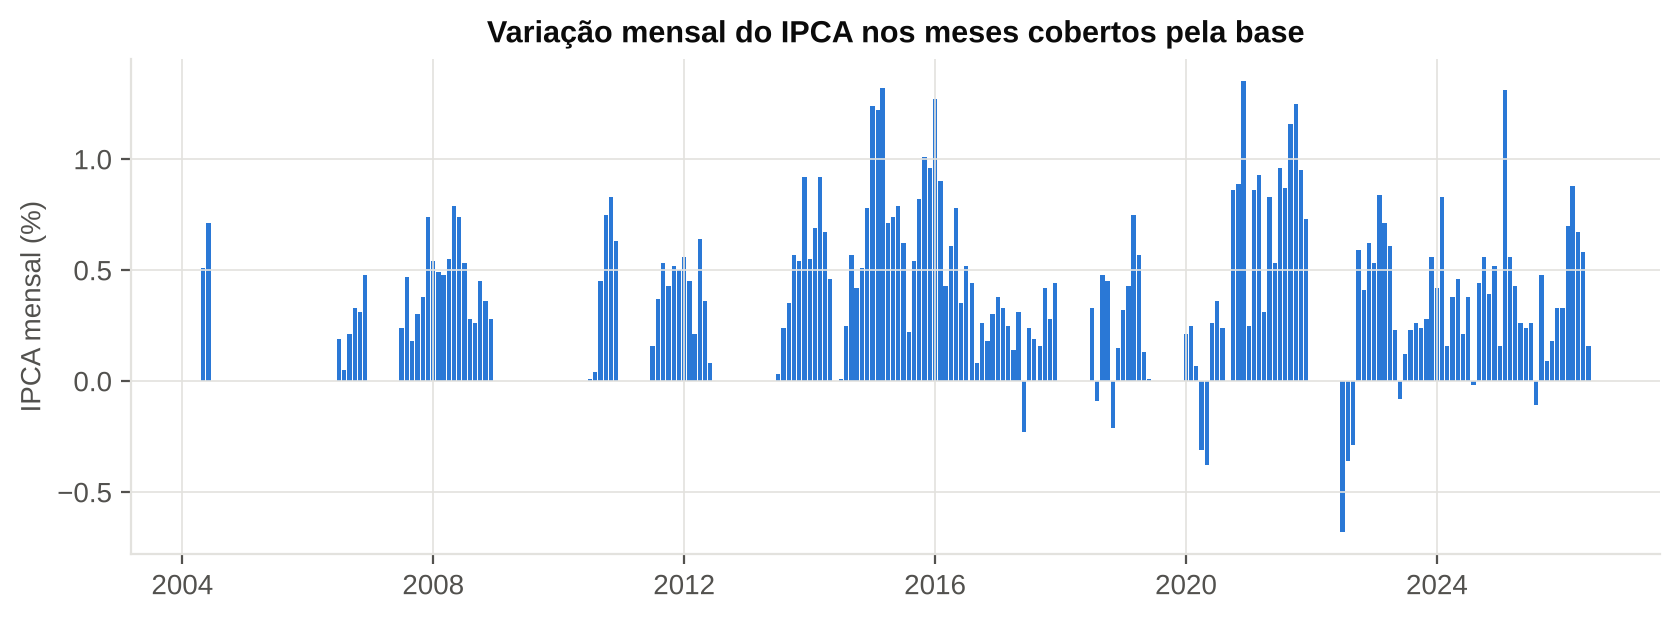 Variação mensal do IPCA nos meses cobertos pela base
IPCA mensal (%)
1.0
0.5
0.0
−0.5
2004 2008 2012 2016 2020 2024